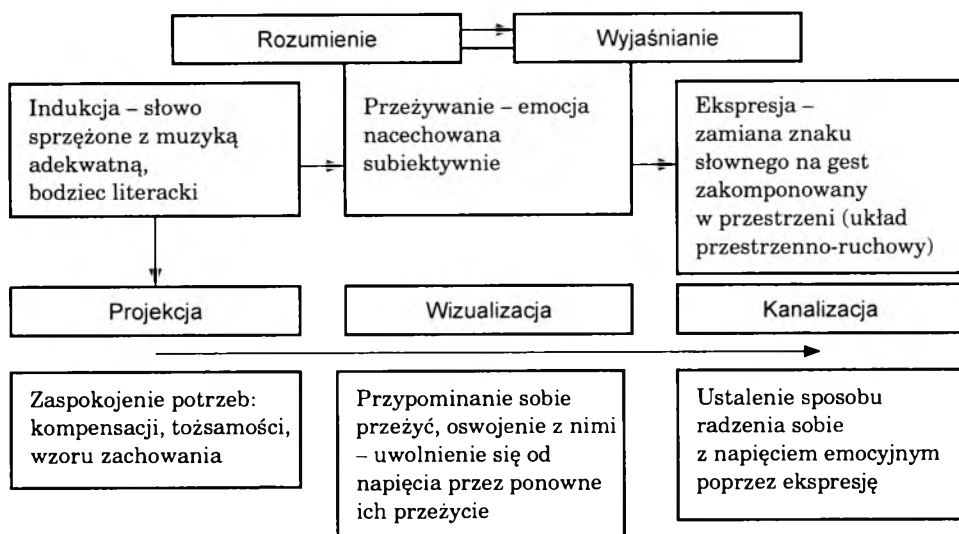 Rozumienie
Wyjaśnianie
Indukcja – słowo
sprzężone z muzyką
adekwatną,
bodziec literacki
Przeżywanie – emocja
nacechowana
subiektywnie
Ekspresja –
zamiana znaku
słownego na gest
zakomponowany
w przestrzeni (układ
przestrzenno-ruchowy)
Projekcja
Wizualizacja
Kanalizacja
Zaspokojenie potrzeb:
kompensacji, tożsamości,
wzoru zachowania
Przypominanie sobie
przeżyć, oswojenie z nimi
– uwolnienie się od
napięcia przez ponowne
ich przeżycie
Ustalenie sposobu
radzenia sobie
z napięciem emocyjnym
poprzez ekspresję